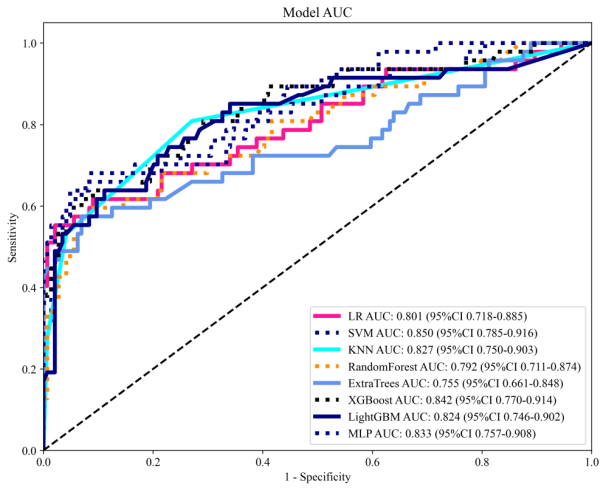 Model AUC
1.0
0.8
0.6
0.4
0.2
0.0
Sensitivity
0.0 0.2 0.4 0.6 0.8 1.0
1 - Specificity
LR AUC: 0.801 (95%CI 0.718-0.885)
SVM AUC: 0.850 (95%CI 0.785-0.916)
KNN AUC: 0.827 (95%CI 0.750-0.903)
RandomForest AUC: 0.792 (95%CI 0.711-0.874)
ExtraTrees AUC: 0.755 (95%CI 0.661-0.848)
XGBoost AUC: 0.842 (95%CI 0.770-0.914)
LightGBM AUC: 0.824 (95%CI 0.746-0.902)
MLP AUC: 0.833 (95%CI 0.757-0.908)